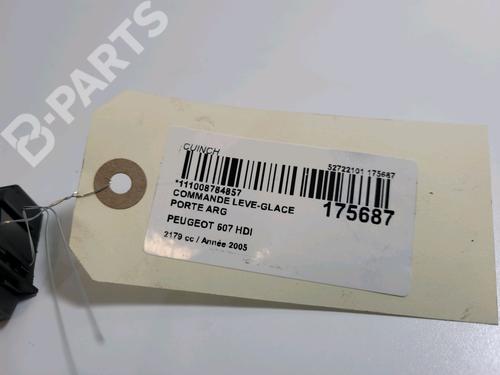 B-PARTS
CUINCH
52722101 175687
*111008784857
COMMANDE LEVE-GLACE
PORTE ARG
175687
PEUGEOT 607 HDI
2179 cc / Année 2005